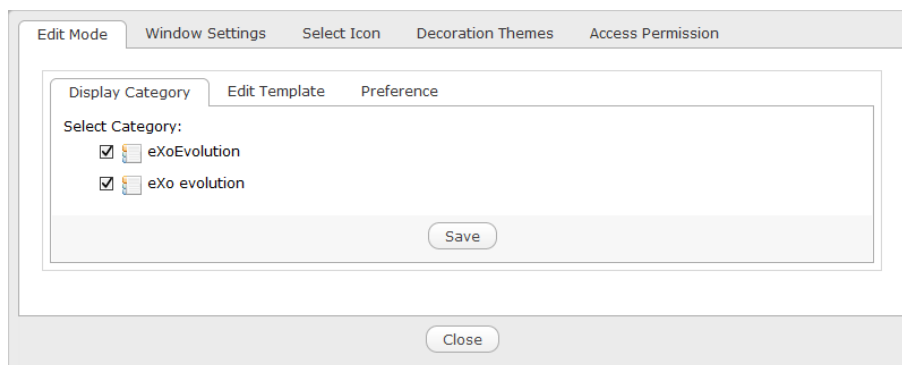 Edit Mode Window Settings Select Icon Decoration Themes Access Permission
Display Category Edit Template Preference
Select Category:
eXoEvolution
eXo evolution
Save
Close